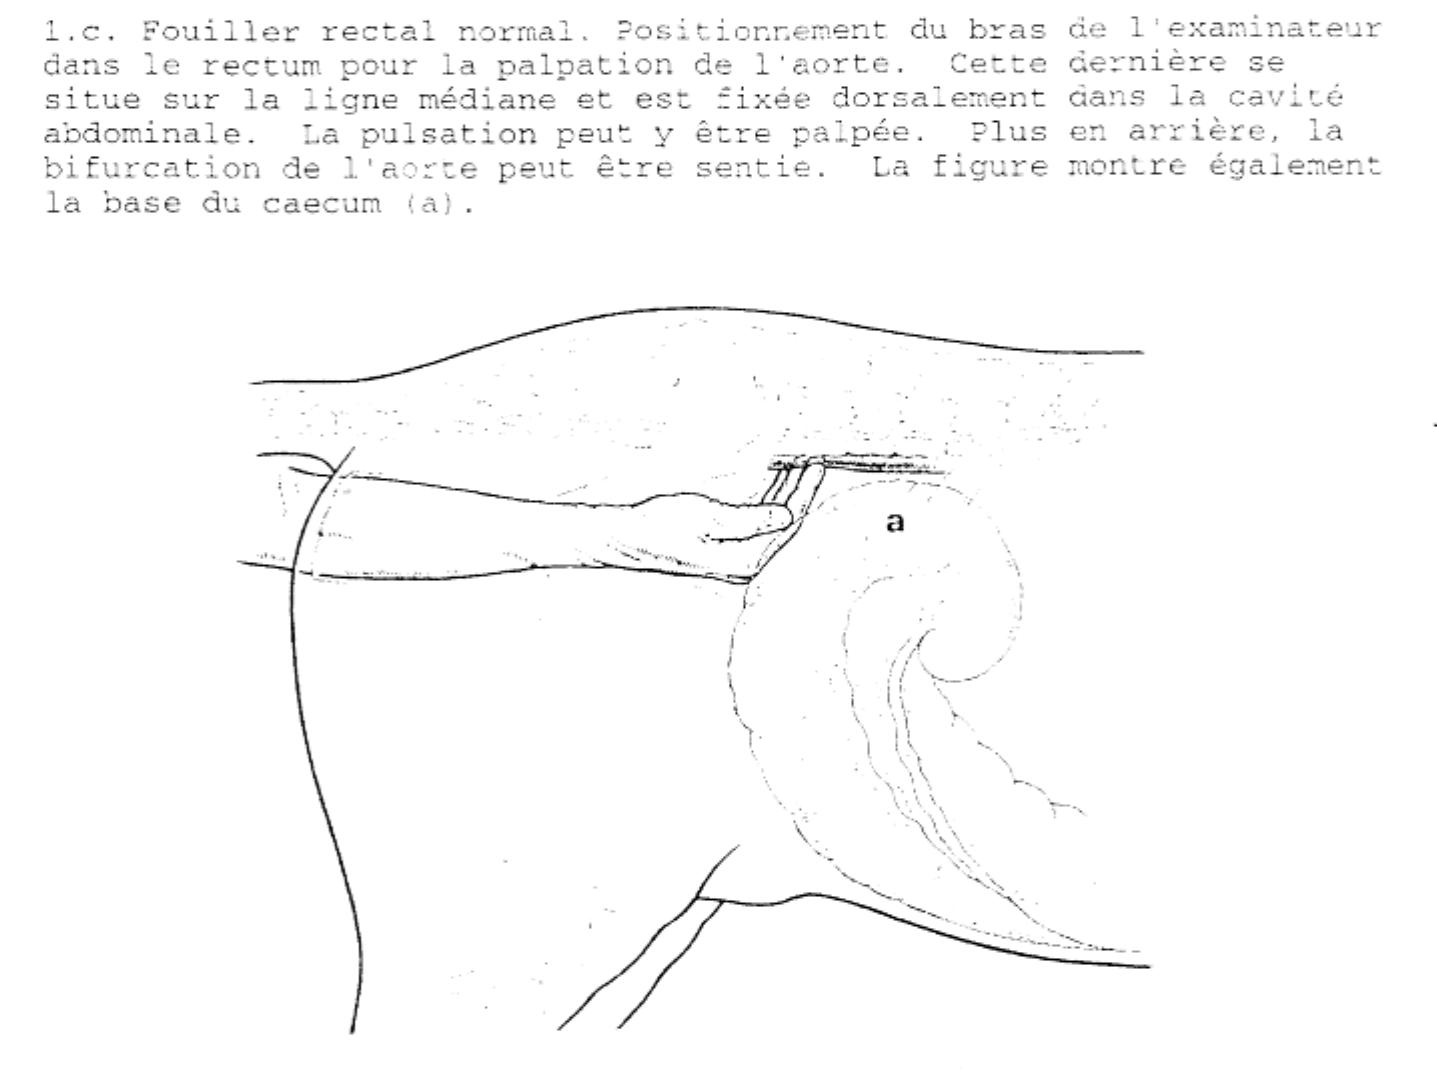 1.c. Fouiller rectal normal. Positionnement du bras de l'examinateur
dans le rectum pour la palpation de l'aorte. Cette dernière se
situe sur la ligne médiane et est fixée dorsalement dans la cavité
abdominale. La pulsation peut y être palpée. Plus en arrière, la
bifurcation de l'aorte peut être sentie. La figure montre également
la base du caecum (a).
a